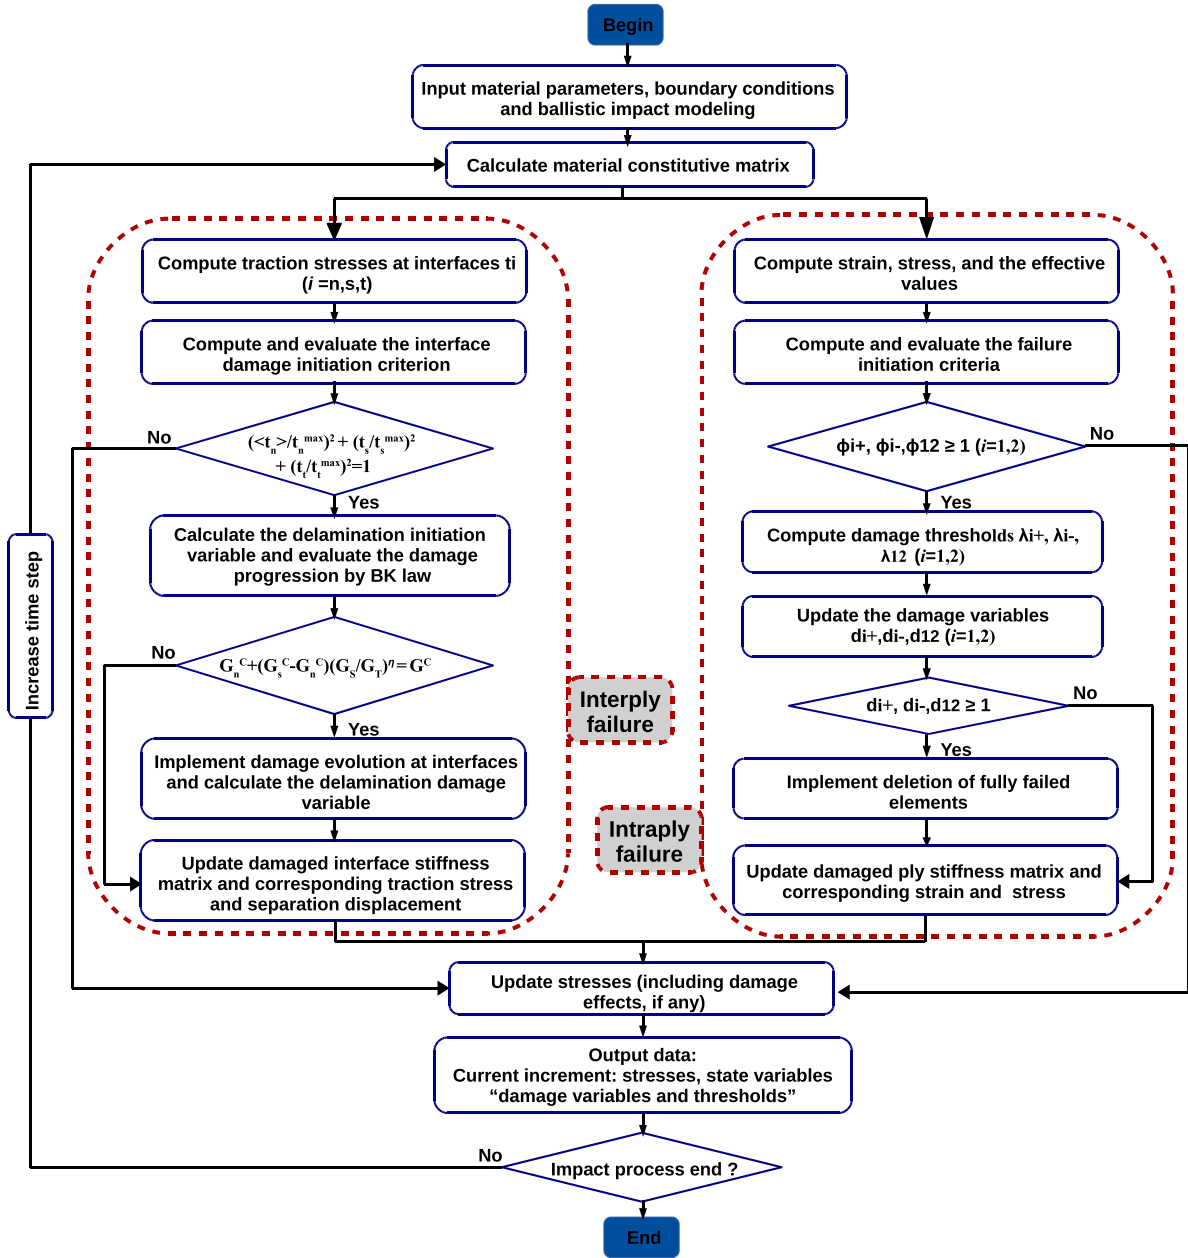 Begin
Input material parameters, boundary conditions
and ballistic impact modeling
Calculate material constitutive matrix
Compute traction stresses at interfaces ti
(i =n,s,t)
Compute and evaluate the interface
damage initiation criterion
No
(<tₙ>/tₙᵐᵃˣ)² + (tₛ/tₛᵐᵃˣ)²
+ (tₜ/tₜᵐᵃˣ)²=1
Yes
Calculate the delamination initiation
variable and evaluate the damage
progression by BK law
No
Gₙᶜ+(Gₛᶜ-Gₙᶜ)(G_S/G_T)^η = Gᶜ
Yes
Implement damage evolution at interfaces
and calculate the delamination damage
variable
Update damaged interface stiffness
matrix and corresponding traction stress
and separation displacement
Interply
failure
Intraply
failure
Compute strain, stress, and the effective
values
Compute and evaluate the failure
initiation criteria
No
ϕi+, ϕi-,ϕ12 ≥ 1 (i=1,2)
Yes
Compute damage thresholds λi+, λi-,
λ12 (i=1,2)
Update the damage variables
di+,di-,d12 (i=1,2)
No
di+, di-,d12 ≥ 1
Yes
Implement deletion of fully failed
elements
Update damaged ply stiffness matrix and
corresponding strain and stress
Update stresses (including damage
effects, if any)
Output data:
Current increment: stresses, state variables
“damage variables and thresholds”
No
Impact process end ?
End
Increase time step